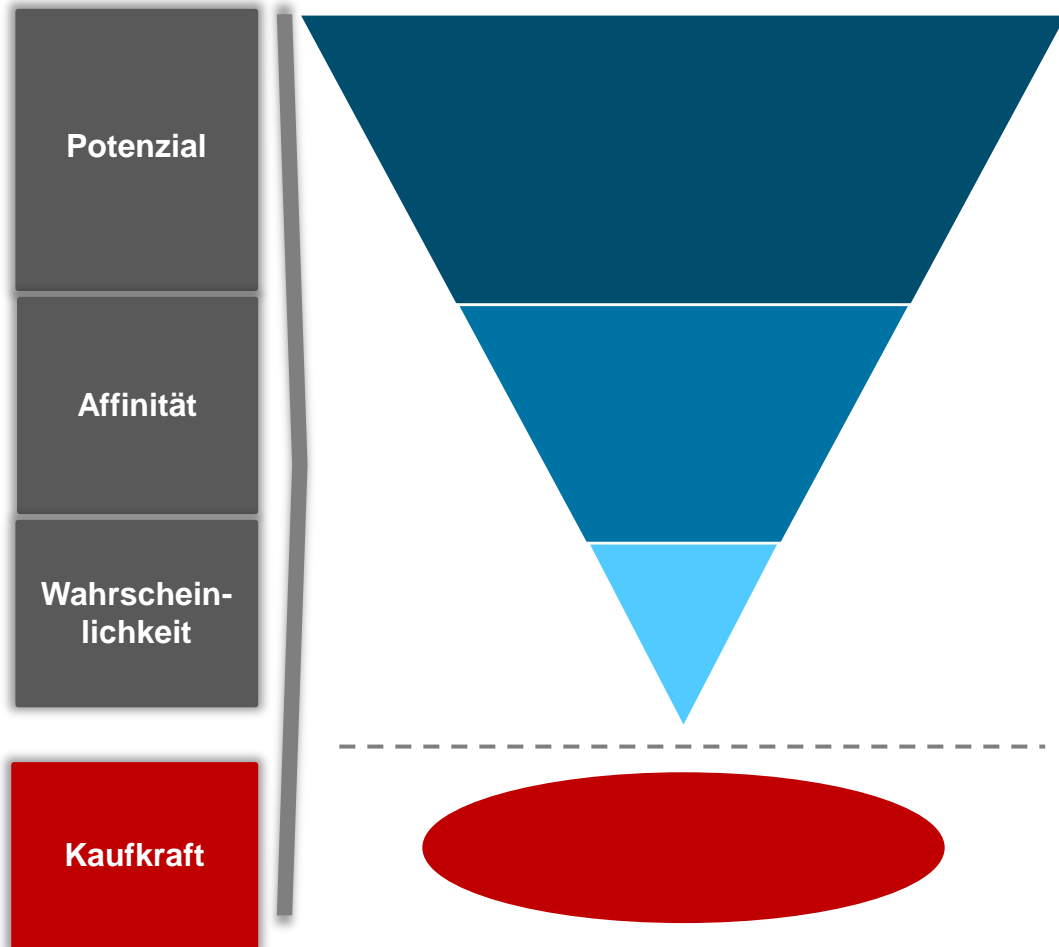 Potenzial
Affinität
Wahrschein-
lichkeit
Kaufkraft